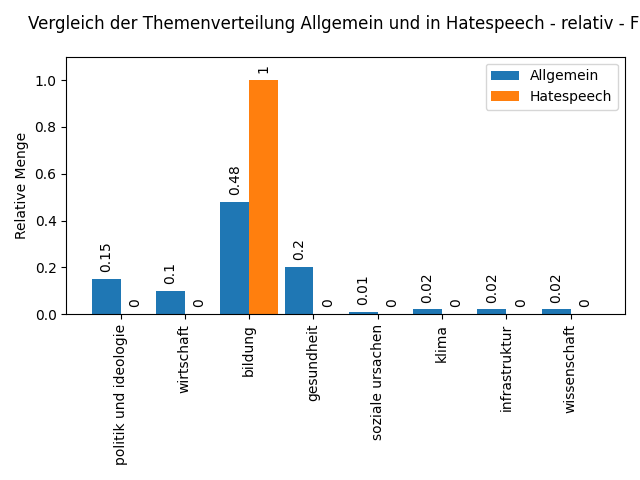 Vergleich der Themenverteilung Allgemein und in Hatespeech - relativ - F
Allgemein
Hatespeech
Relative Menge
1.0
0.8
0.6
0.4
0.2
0.0
0.15
0
0.1
0
0.48
1
0.2
0
0.01
0
0.02
0
0.02
0
0.02
0
politik und ideologie
wirtschaft
bildung
gesundheit
soziale ursachen
klima
infrastruktur
wissenschaft